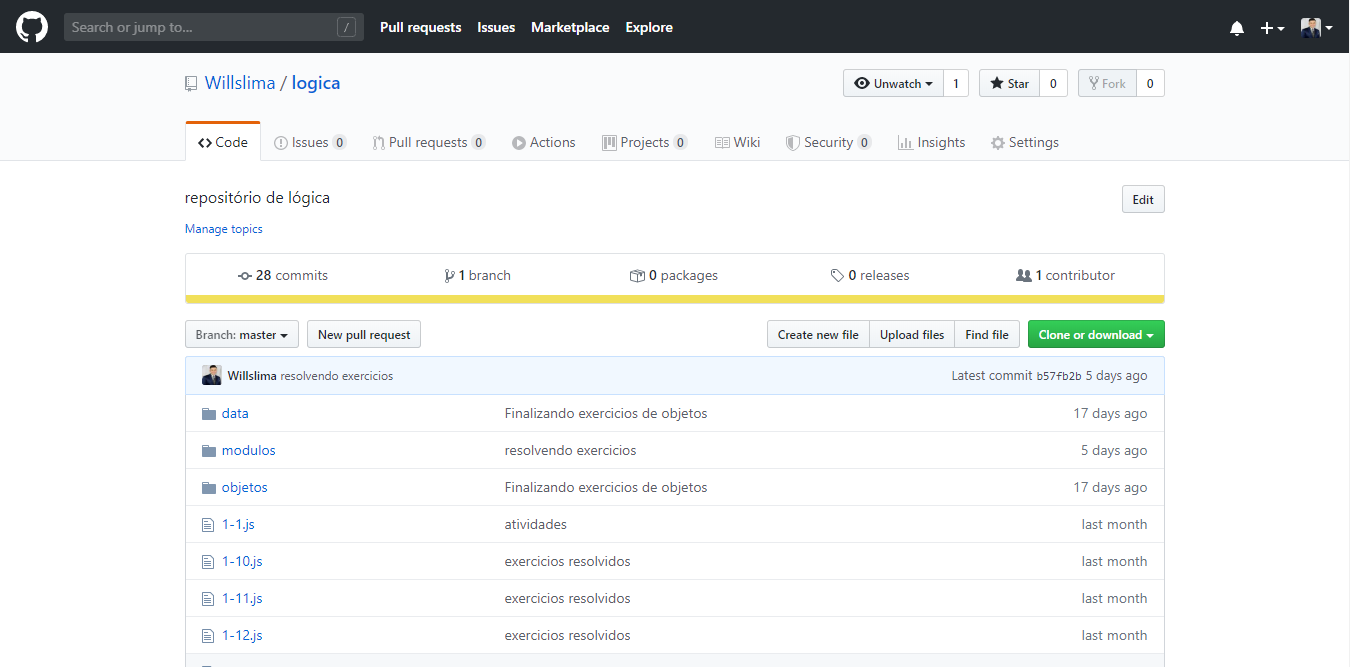 Search or jump to... / Pull requests Issues Marketplace Explore
Willslima / logica Unwatch 1 Star 0 Fork 0
Code Issues 0 Pull requests 0 Actions Projects 0 Wiki Security 0 Insights Settings
repositório de lógica Edit
Manage topics
28 commits 1 branch 0 packages 0 releases 1 contributor
Branch: master New pull request Create new file Upload files Find file Clone or download
Willslima resolvendo exercicios Latest commit b57fb2b 5 days ago
data Finalizando exercicios de objetos 17 days ago
modulos resolvendo exercicios 5 days ago
objetos Finalizando exercicios de objetos 17 days ago
1-1.js atividades last month
1-10.js exercicios resolvidos last month
1-11.js exercicios resolvidos last month
1-12.js exercicios resolvidos last month